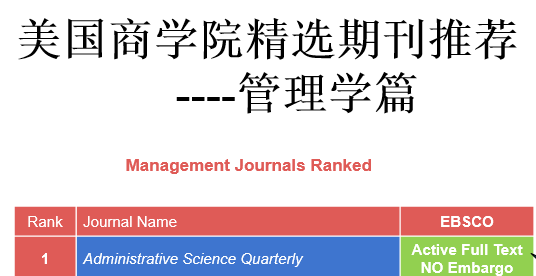 美国商学院精选期刊推荐
----管理学篇
Management Journals Ranked
Rank Journal Name EBSCO
1 Administrative Science Quarterly Active Full Text
NO Embargo